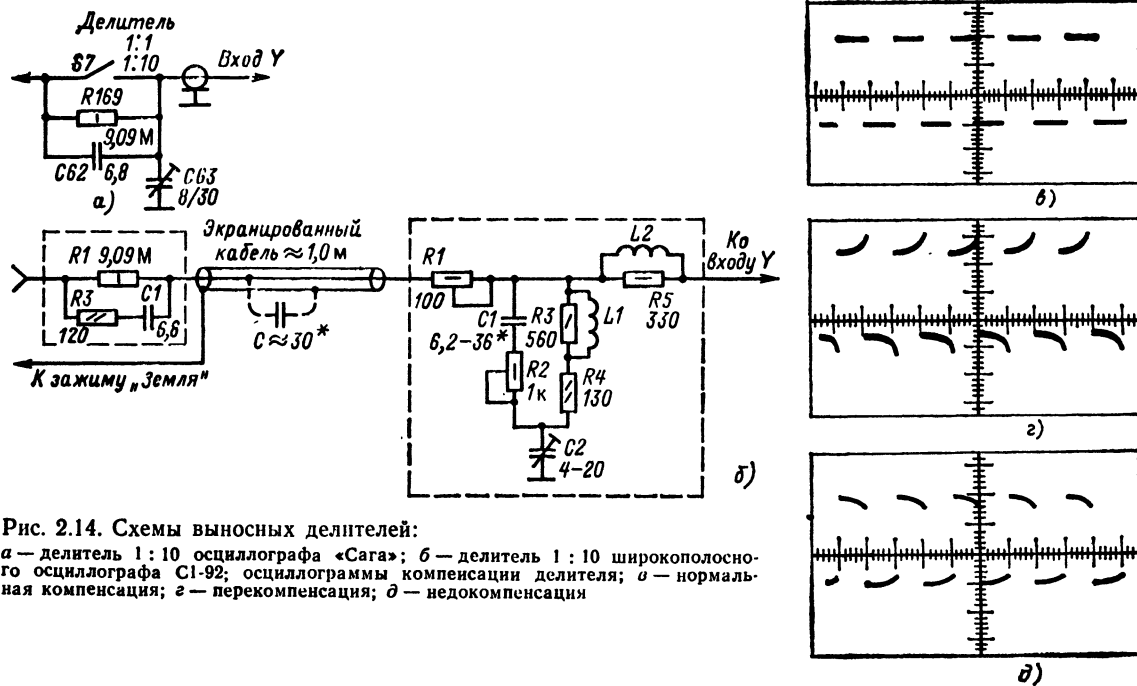 Делитель
1:1
1:10
S7
Вход Y
R169
9,09 М
C62
6,8
C63
8/30
а)
Экранированный
кабель ≈ 1,0 м
R1 9,09 М
R3
120
C1
6,6
C ≈ 30*
К зажиму „Земля"
R1
100
C1
6,2–36*
R2
1к
R3
560
L1
R4
130
C2
4–20
L2
R5
330
Ко
входу Y
б)
в)
г)
д)
Рис. 2.14. Схемы выносных делителей:
а — делитель 1 : 10 осциллографа «Сага»; б — делитель 1 : 10 широкополосно-
го осциллографа С1-92; осциллограммы компенсации делителя; в — нормаль-
ная компенсация; г — перекомпенсация; д — недокомпенсация